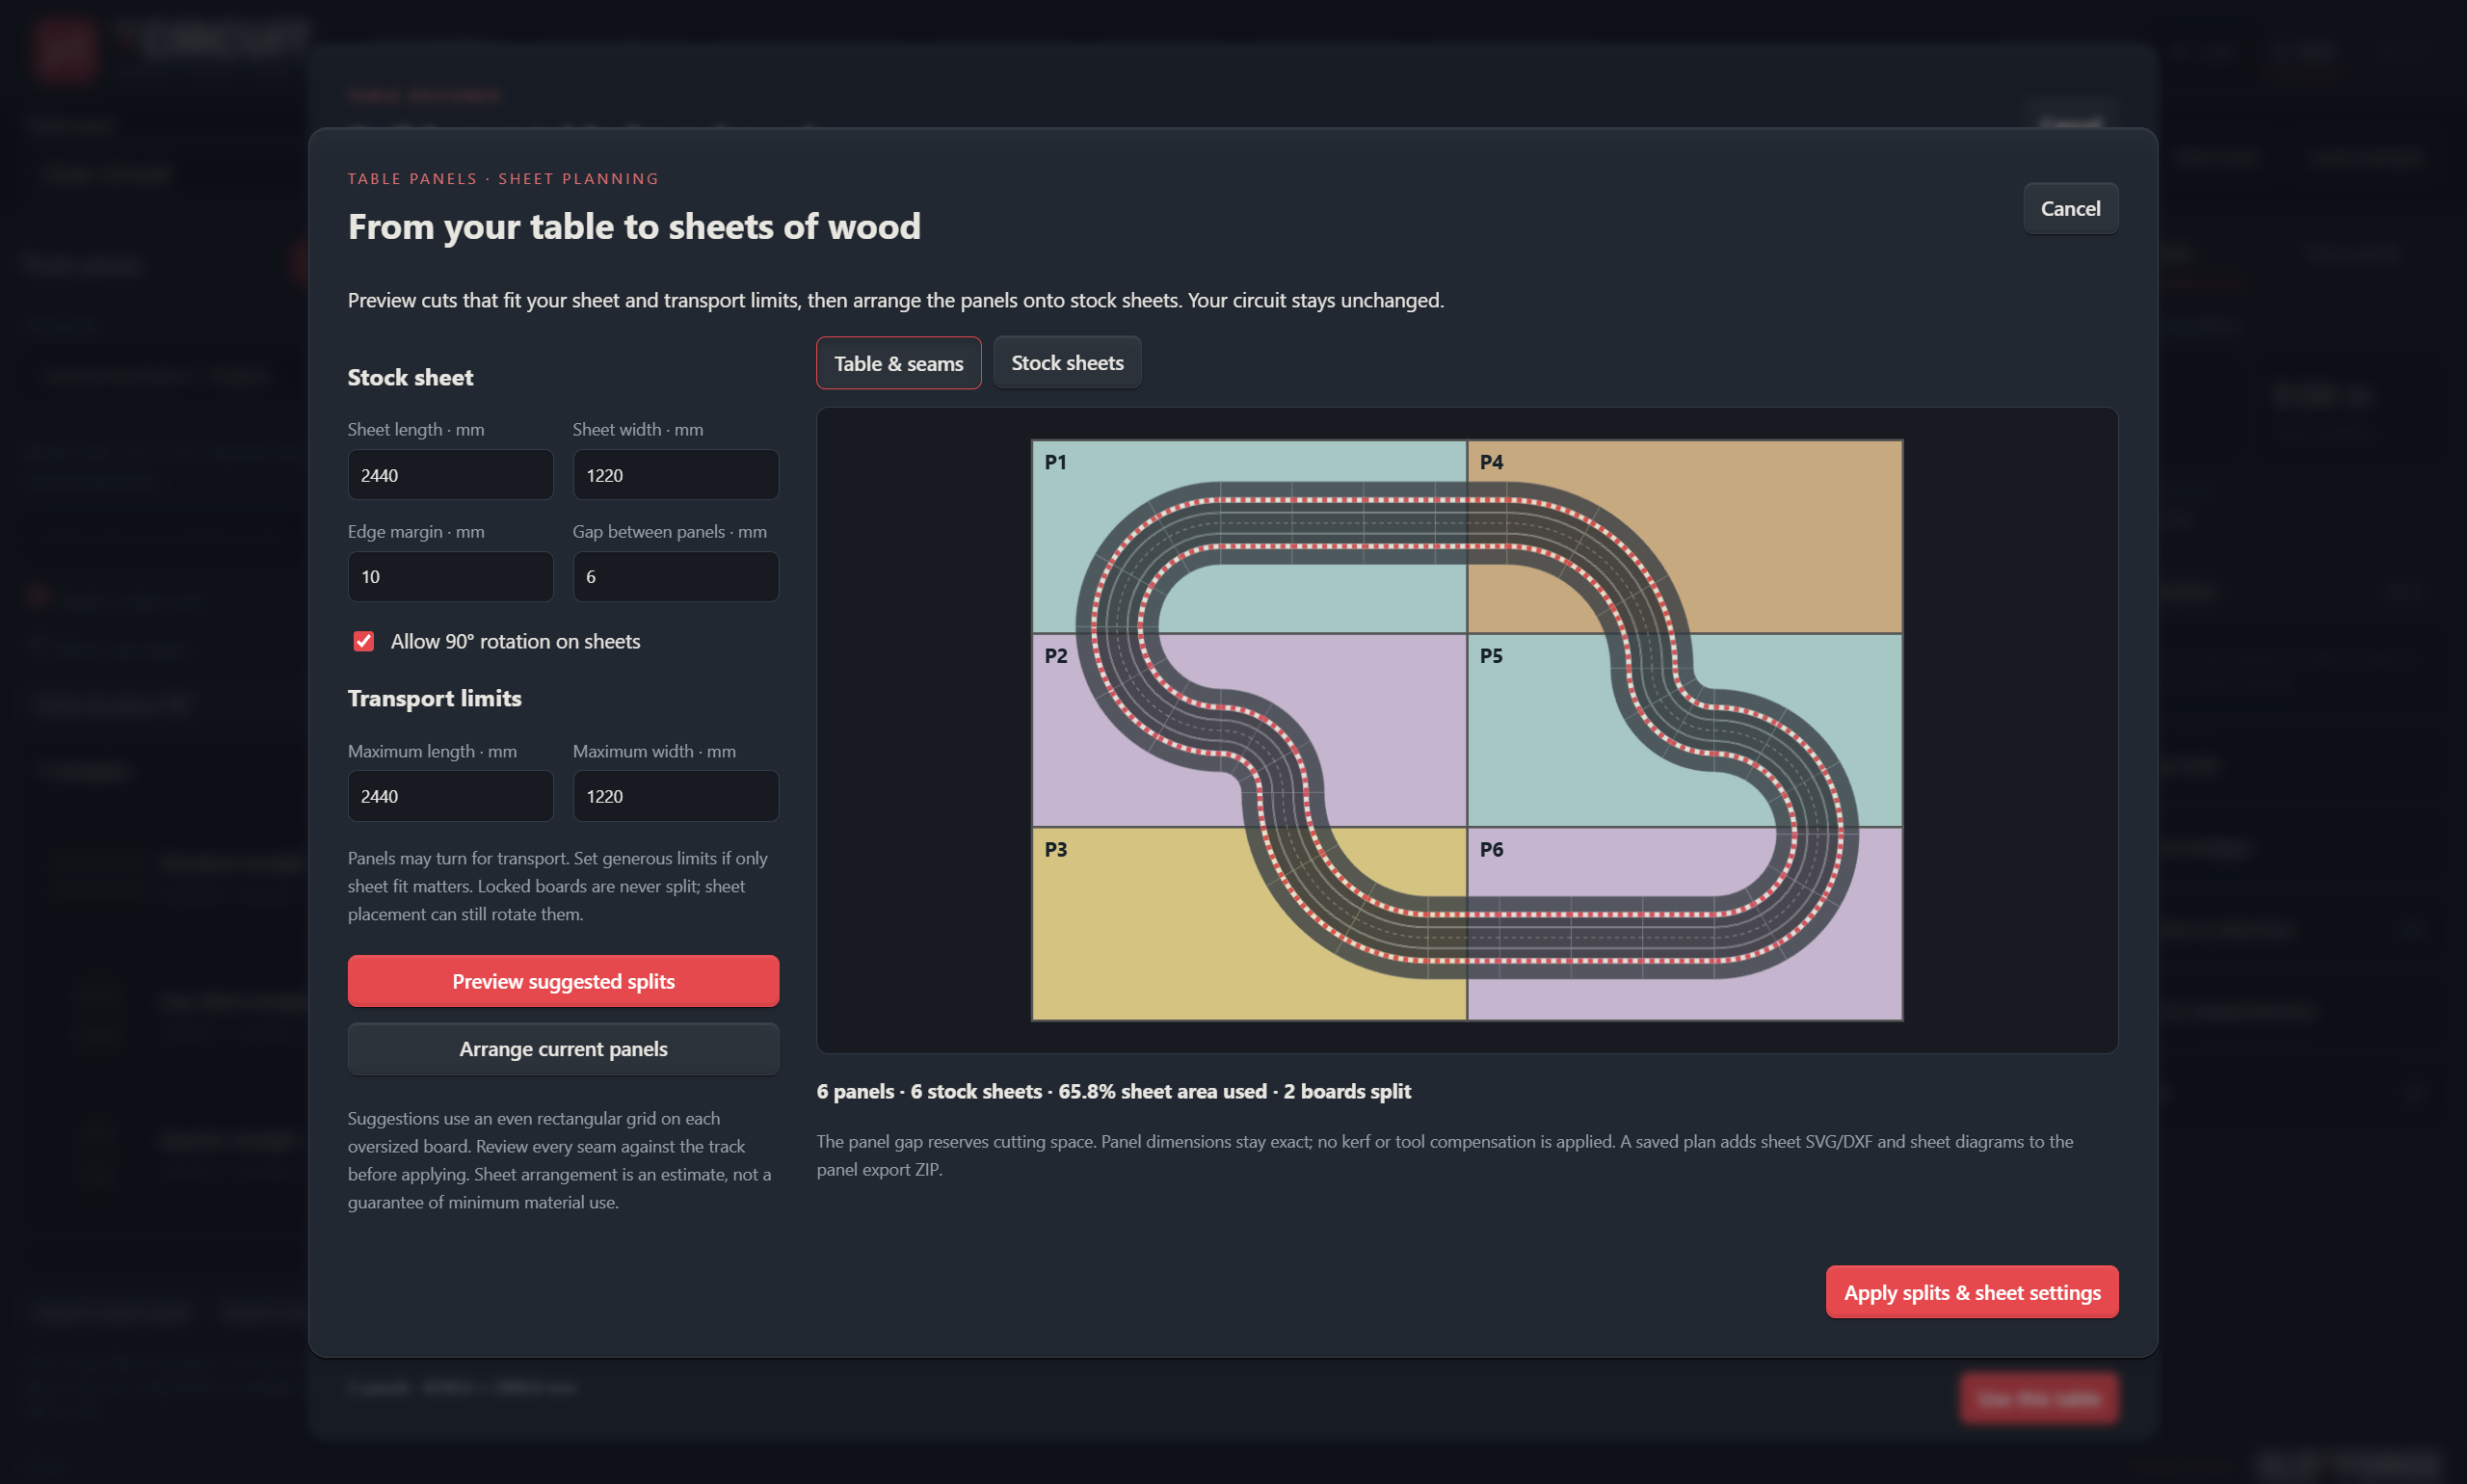 TABLE PANELS · SHEET PLANNING
From your table to sheets of wood
Cancel
Preview cuts that fit your sheet and transport limits, then arrange the panels onto stock sheets. Your circuit stays unchanged.
Stock sheet
Sheet length · mm
Sheet width · mm
2440
1220
Edge margin · mm
Gap between panels · mm
10
6
Allow 90° rotation on sheets
Transport limits
Maximum length · mm
Maximum width · mm
2440
1220
Panels may turn for transport. Set generous limits if only
sheet fit matters. Locked boards are never split; sheet
placement can still rotate them.
Preview suggested splits
Arrange current panels
Suggestions use an even rectangular grid on each
oversized board. Review every seam against the track
before applying. Sheet arrangement is an estimate, not a
guarantee of minimum material use.
Table & seams
Stock sheets
P1
P4
P2
P5
P3
P6
6 panels · 6 stock sheets · 65.8% sheet area used · 2 boards split
The panel gap reserves cutting space. Panel dimensions stay exact; no kerf or tool compensation is applied. A saved plan adds sheet SVG/DXF and sheet diagrams to the
panel export ZIP.
Apply splits & sheet settings
Use this table